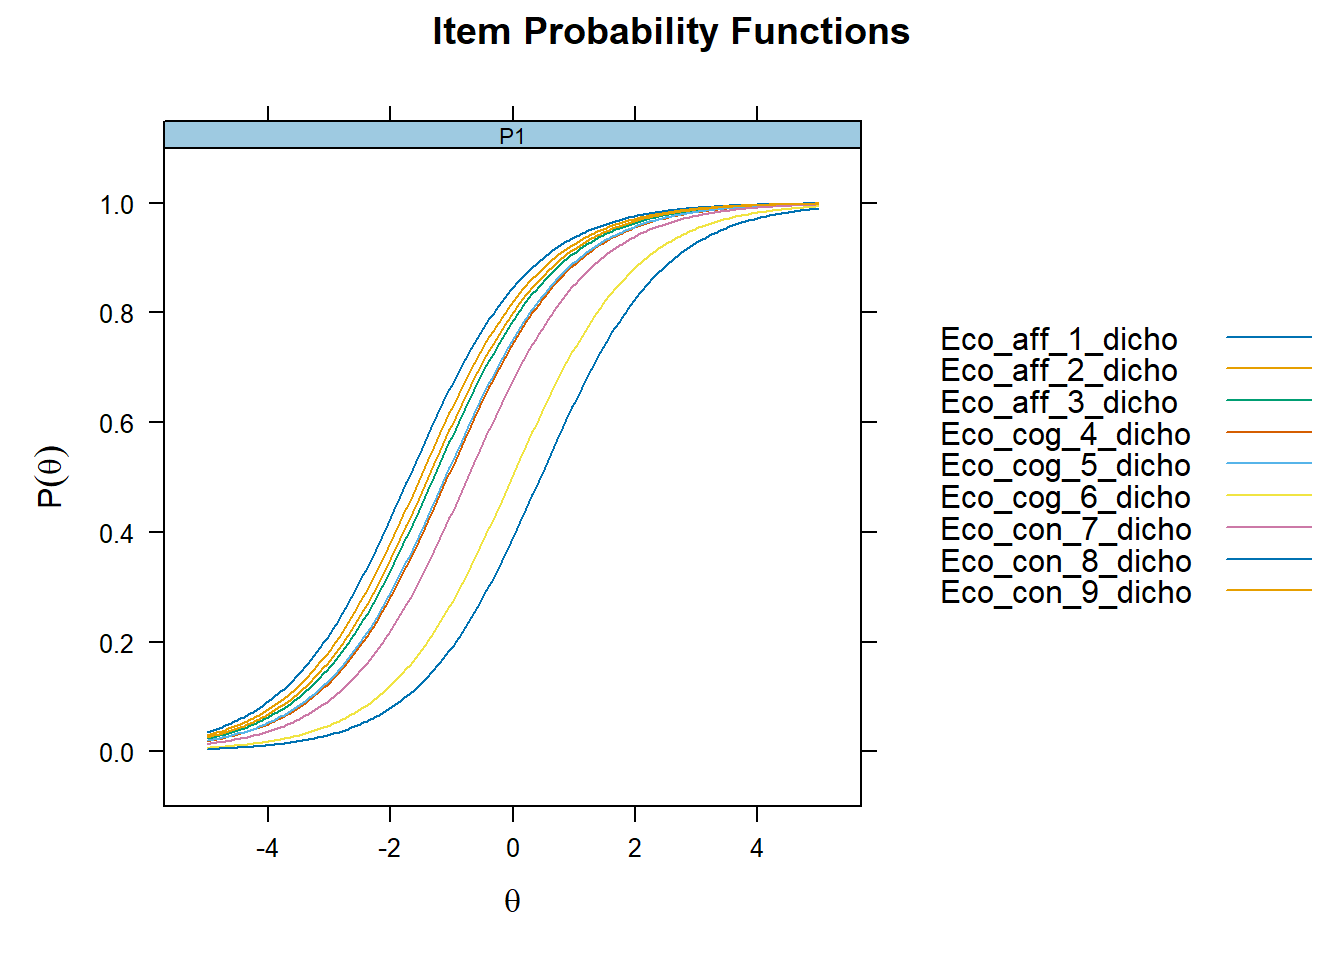 Item Probability Functions
P1
1.0
0.8
0.6
0.4
0.2
0.0
P(θ)
-4 -2 0 2 4
θ
Eco_aff_1_dicho
Eco_aff_2_dicho
Eco_aff_3_dicho
Eco_cog_4_dicho
Eco_cog_5_dicho
Eco_cog_6_dicho
Eco_con_7_dicho
Eco_con_8_dicho
Eco_con_9_dicho